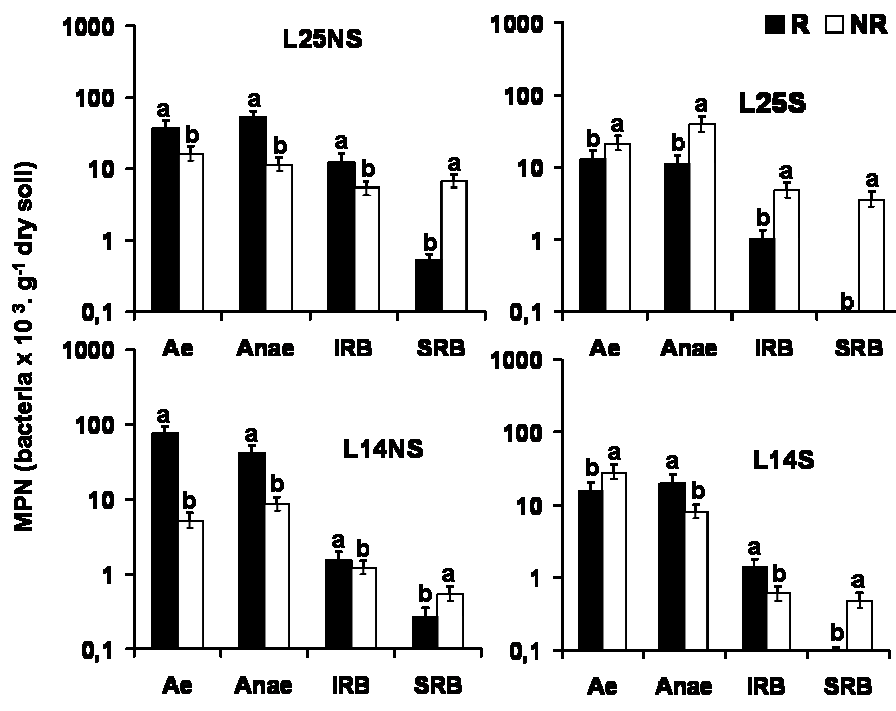 MPN (bacteria x 10 3. g-1 dry soil)
R NR
L25NS
1000
100
10
1
0,1
a b a b a b b a
Ae Anae IRB SRB
L25S
1000
100
10
1
0,1
b a b a b a b a
Ae Anae IRB SRB
L14NS
1000
100
10
1
0,1
a b a b a b b a
Ae Anae IRB SRB
L14S
1000
100
10
1
0,1
b a a b a b b a
Ae Anae IRB SRB